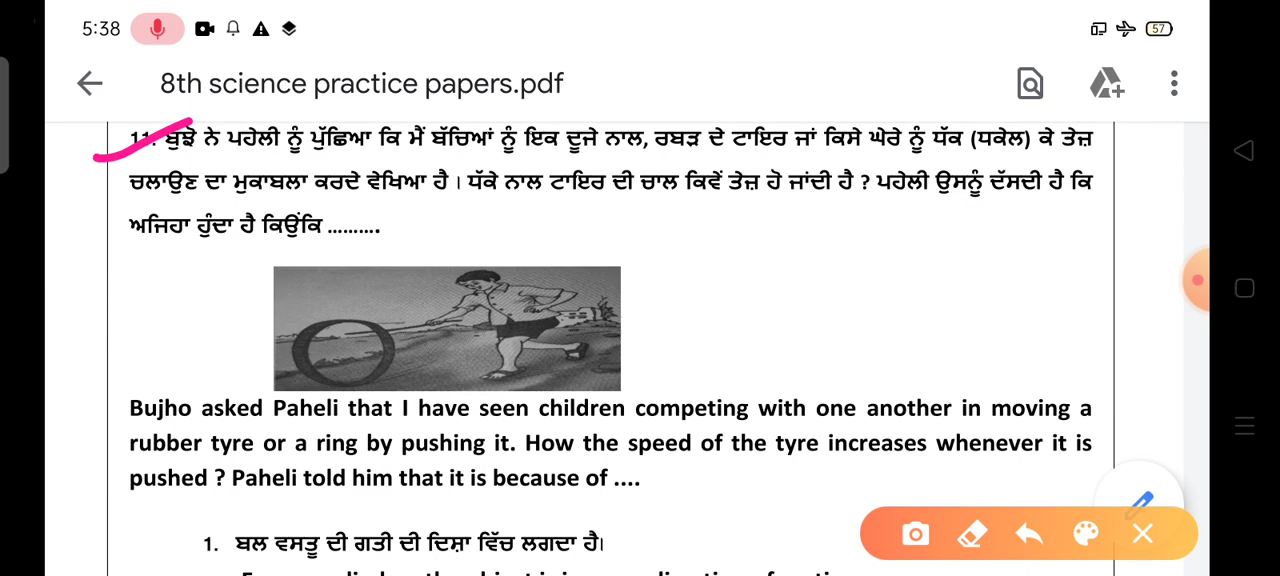 5:38
57
8th science practice papers.pdf
11. ਬੁਝੋ ਨੇ ਪਹੇਲੀ ਨੂੰ ਪੁੱਛਿਆ ਕਿ ਮੈਂ ਬੱਚਿਆਂ ਨੂੰ ਇਕ ਦੂਜੇ ਨਾਲ, ਰਬੜ ਦੇ ਟਾਇਰ ਜਾਂ ਕਿਸੇ ਘੇਰੇ ਨੂੰ ਧੱਕ (ਧਕੇਲ) ਕੇ ਤੇਜ਼
ਚਲਾਉਣ ਦਾ ਮੁਕਾਬਲਾ ਕਰਦੇ ਵੇਖਿਆ ਹੈ। ਧੱਕੇ ਨਾਲ ਟਾਇਰ ਦੀ ਚਾਲ ਕਿਵੇਂ ਤੇਜ਼ ਹੋ ਜਾਂਦੀ ਹੈ ? ਪਹੇਲੀ ਉਸਨੂੰ ਦੱਸਦੀ ਹੈ ਕਿ
ਅਜਿਹਾ ਹੁੰਦਾ ਹੈ ਕਿਉਂਕਿ ..........
Bujho asked Paheli that I have seen children competing with one another in moving a
rubber tyre or a ring by pushing it. How the speed of the tyre increases whenever it is
pushed ? Paheli told him that it is because of ....
1. ਬਲ ਵਸਤੂ ਦੀ ਗਤੀ ਦੀ ਦਿਸ਼ਾ ਵਿੱਚ ਲਗਦਾ ਹੈ।